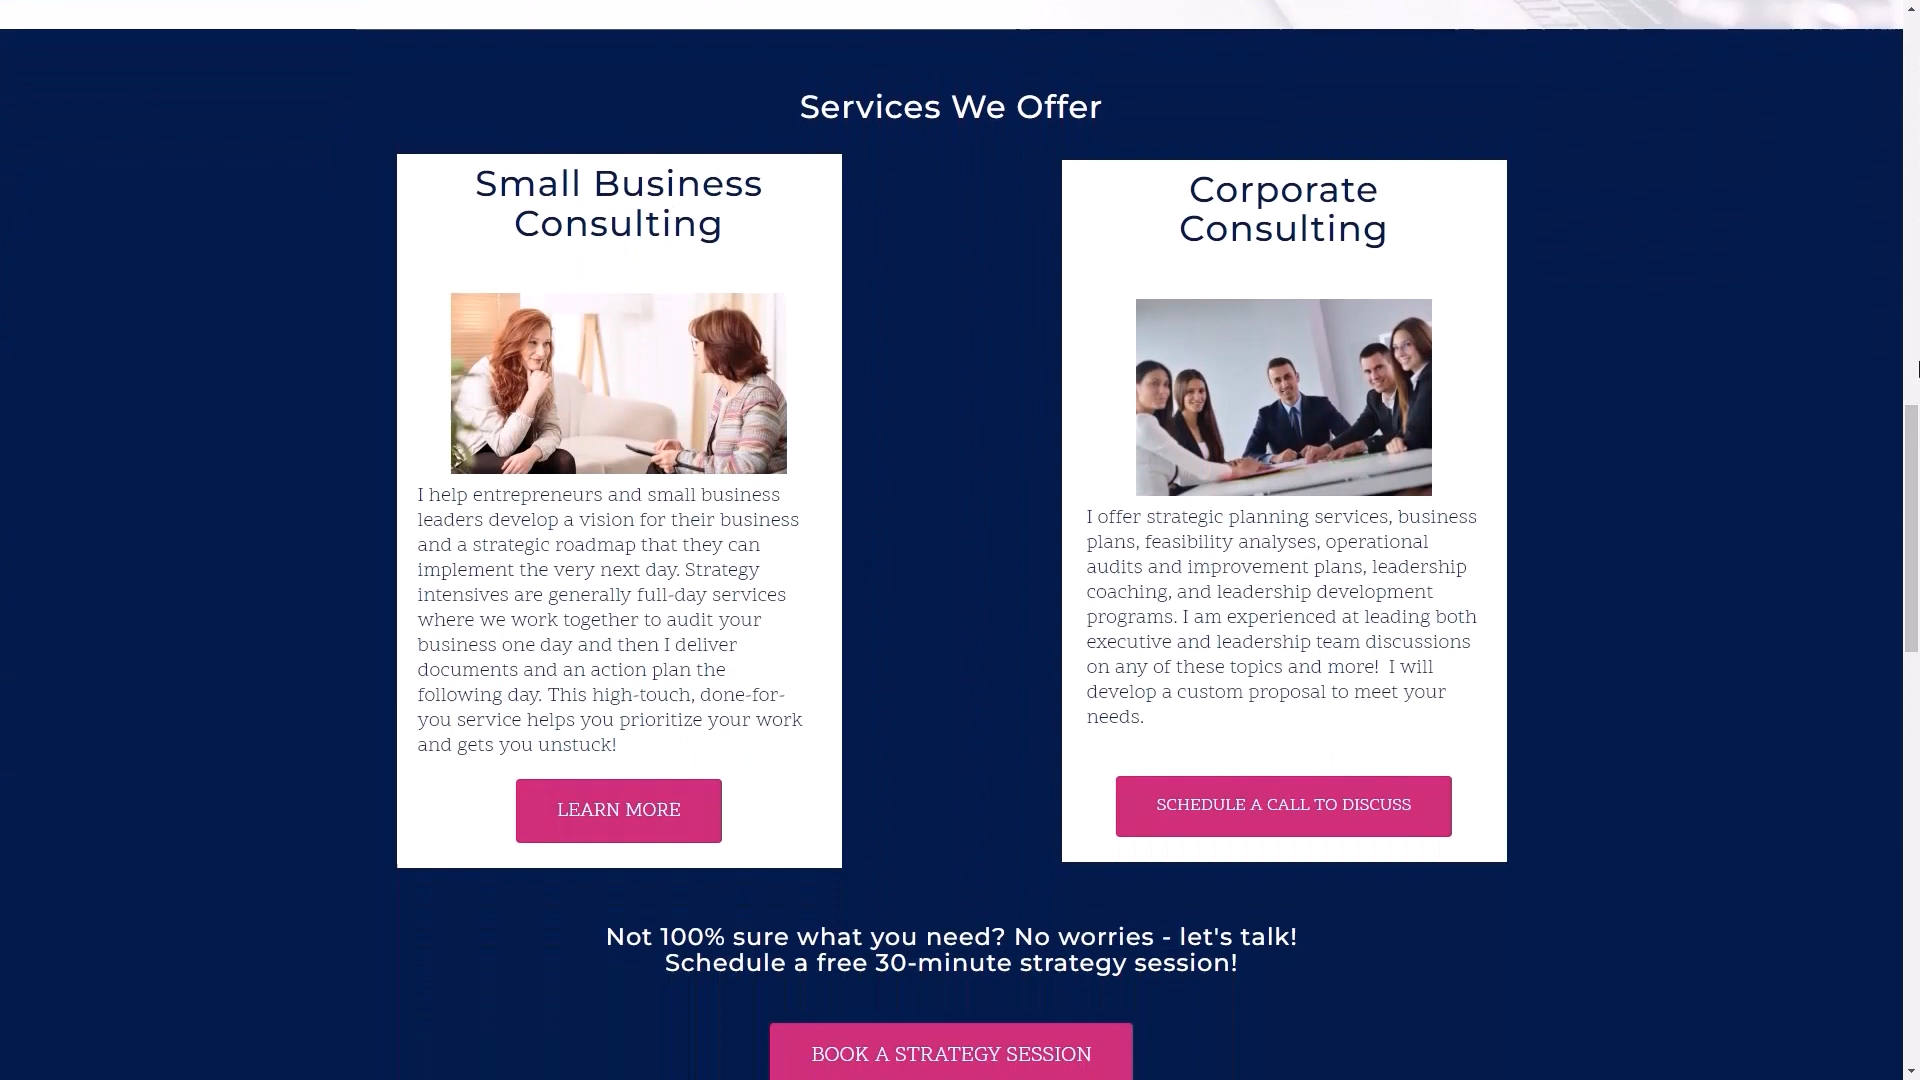 Services We Offer
Small Business
Consulting
I help entrepreneurs and small business
leaders develop a vision for their business
and a strategic roadmap that they can
implement the very next day. Strategy
intensives are generally full-day services
where we work together to audit your
business one day and then I deliver
documents and an action plan the
following day. This high-touch, done-for-
you service helps you prioritize your work
and gets you unstuck!
LEARN MORE
Corporate
Consulting
I offer strategic planning services, business
plans, feasibility analyses, operational
audits and improvement plans, leadership
coaching, and leadership development
programs. I am experienced at leading both
executive and leadership team discussions
on any of these topics and more!  I will
develop a custom proposal to meet your
needs.
SCHEDULE A CALL TO DISCUSS
Not 100% sure what you need? No worries - let's talk!
Schedule a free 30-minute strategy session!
BOOK A STRATEGY SESSION